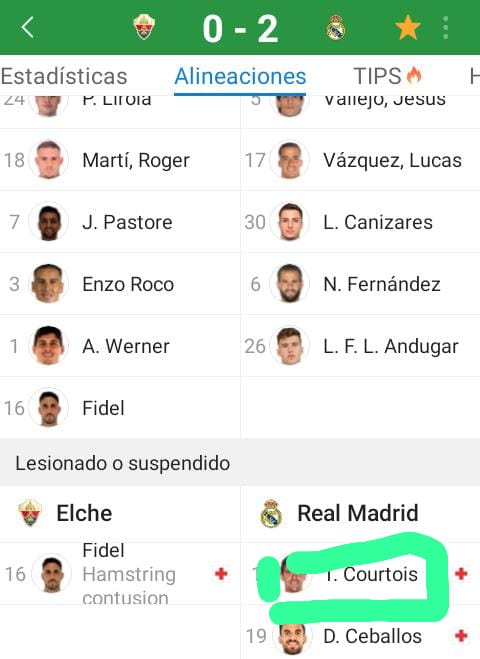 0 - 2
Estadísticas Alineaciones TIPS H
24 P. Lirola 5 Vallejo, Jesús
18 Martí, Roger 17 Vázquez, Lucas
7 J. Pastore 30 L. Canizares
3 Enzo Roco 6 N. Fernández
1 A. Werner 26 L. F. L. Andugar
16 Fidel
Lesionado o suspendido
Elche Real Madrid
16 Fidel
Hamstring
contusion
1 T. Courtois
19 D. Ceballos